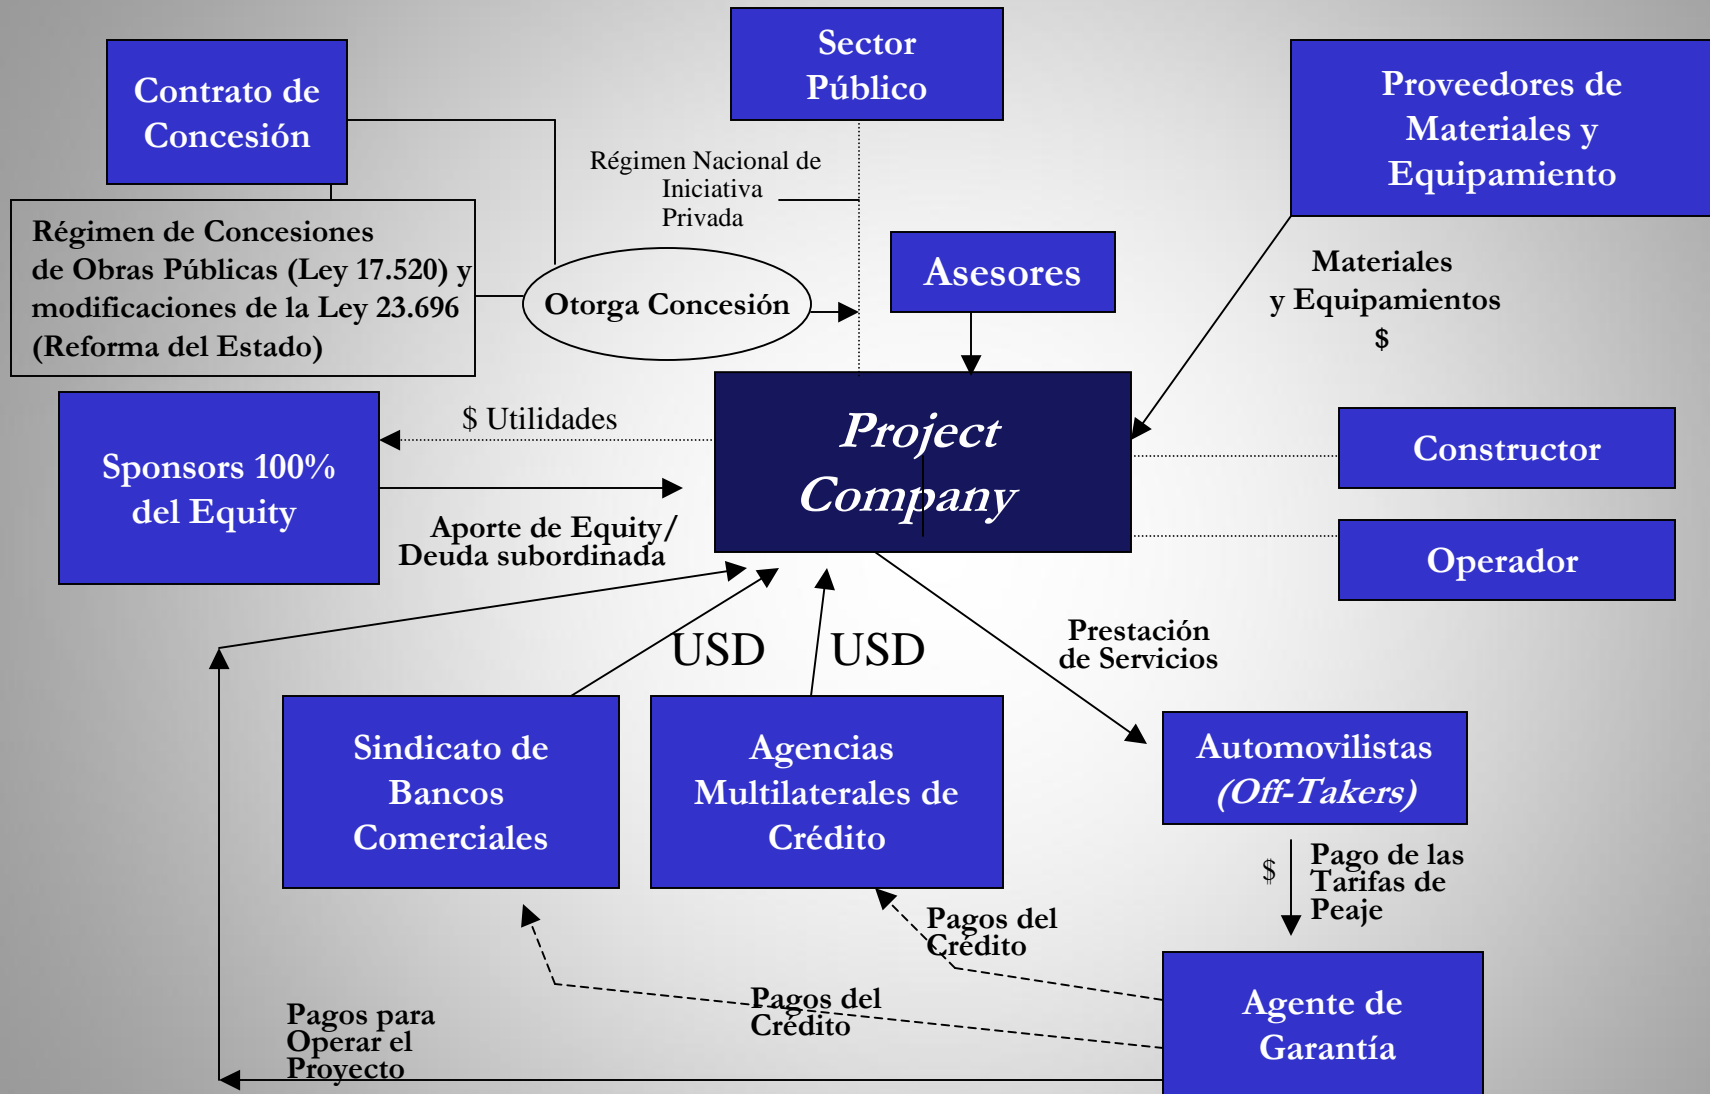 Sector
Público
Contrato de
Concesión
Proveedores de
Materiales y
Equipamiento
Régimen Nacional de
Iniciativa
Privada
Régimen de Concesiones
de Obras Públicas (Ley 17.520) y
modificaciones de la Ley 23.696
(Reforma del Estado)
Otorga Concesión
Asesores
Materiales
y Equipamientos
$
Project
Company
$ Utilidades
Sponsors 100%
del Equity
Aporte de Equity/
Deuda subordinada
Constructor
Operador
USD
USD
Prestación
de Servicios
Sindicato de
Bancos
Comerciales
Agencias
Multilaterales de
Crédito
Automovilistas
(Off-Takers)
$
Pago de las
Tarifas de
Peaje
Pagos del
Crédito
Pagos del
Crédito
Pagos para
Operar el
Proyecto
Agente de
Garantía